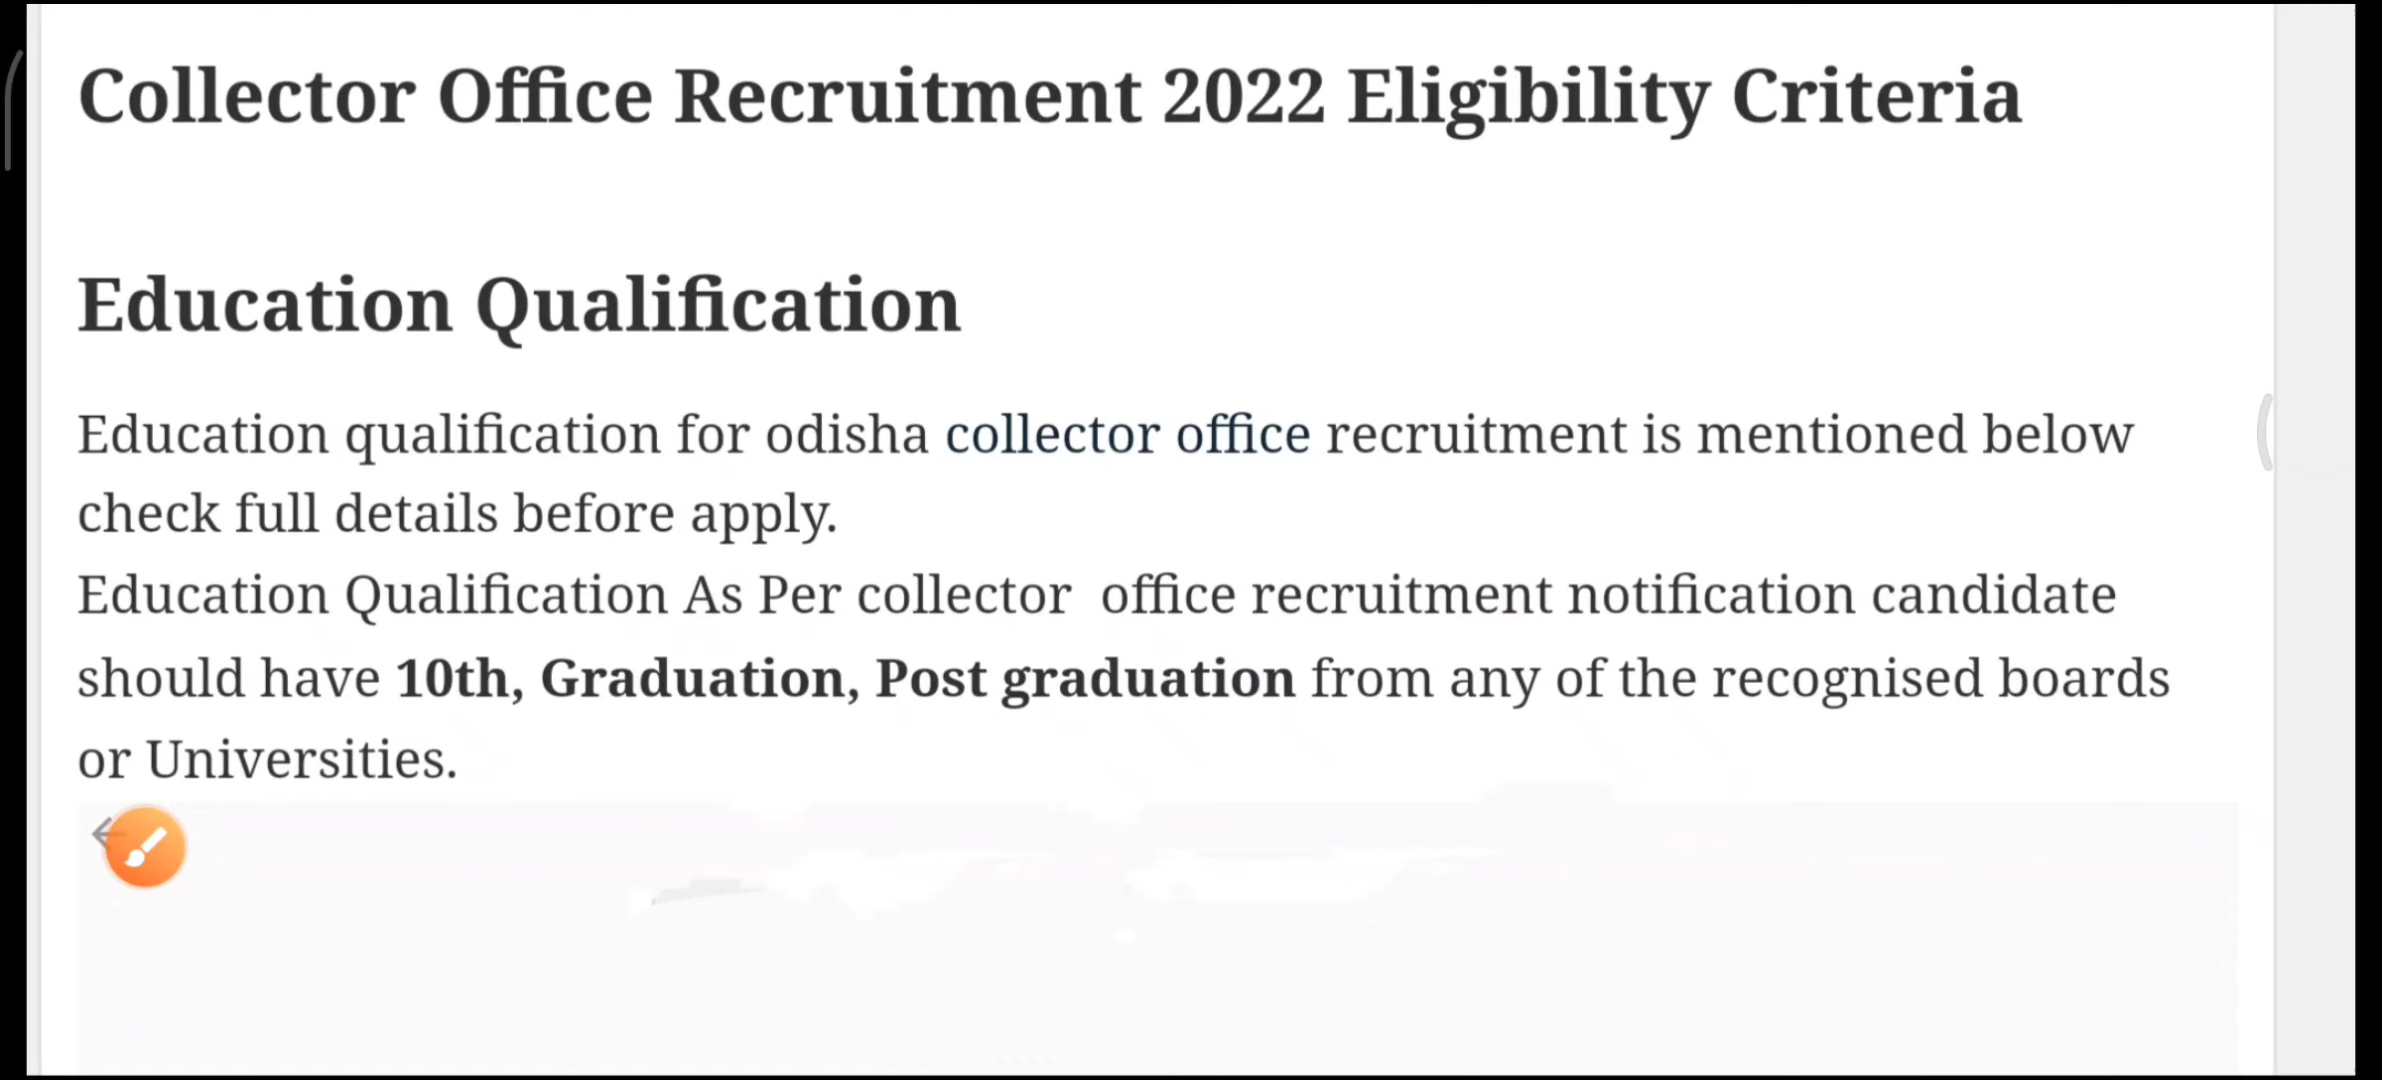 Collector Office Recruitment 2022 Eligibility Criteria
Education Qualification
Education qualification for odisha collector office recruitment is mentioned below
check full details before apply.
Education Qualification As Per collector  office recruitment notification candidate
should have 10th, Graduation, Post graduation from any of the recognised boards
or Universities.